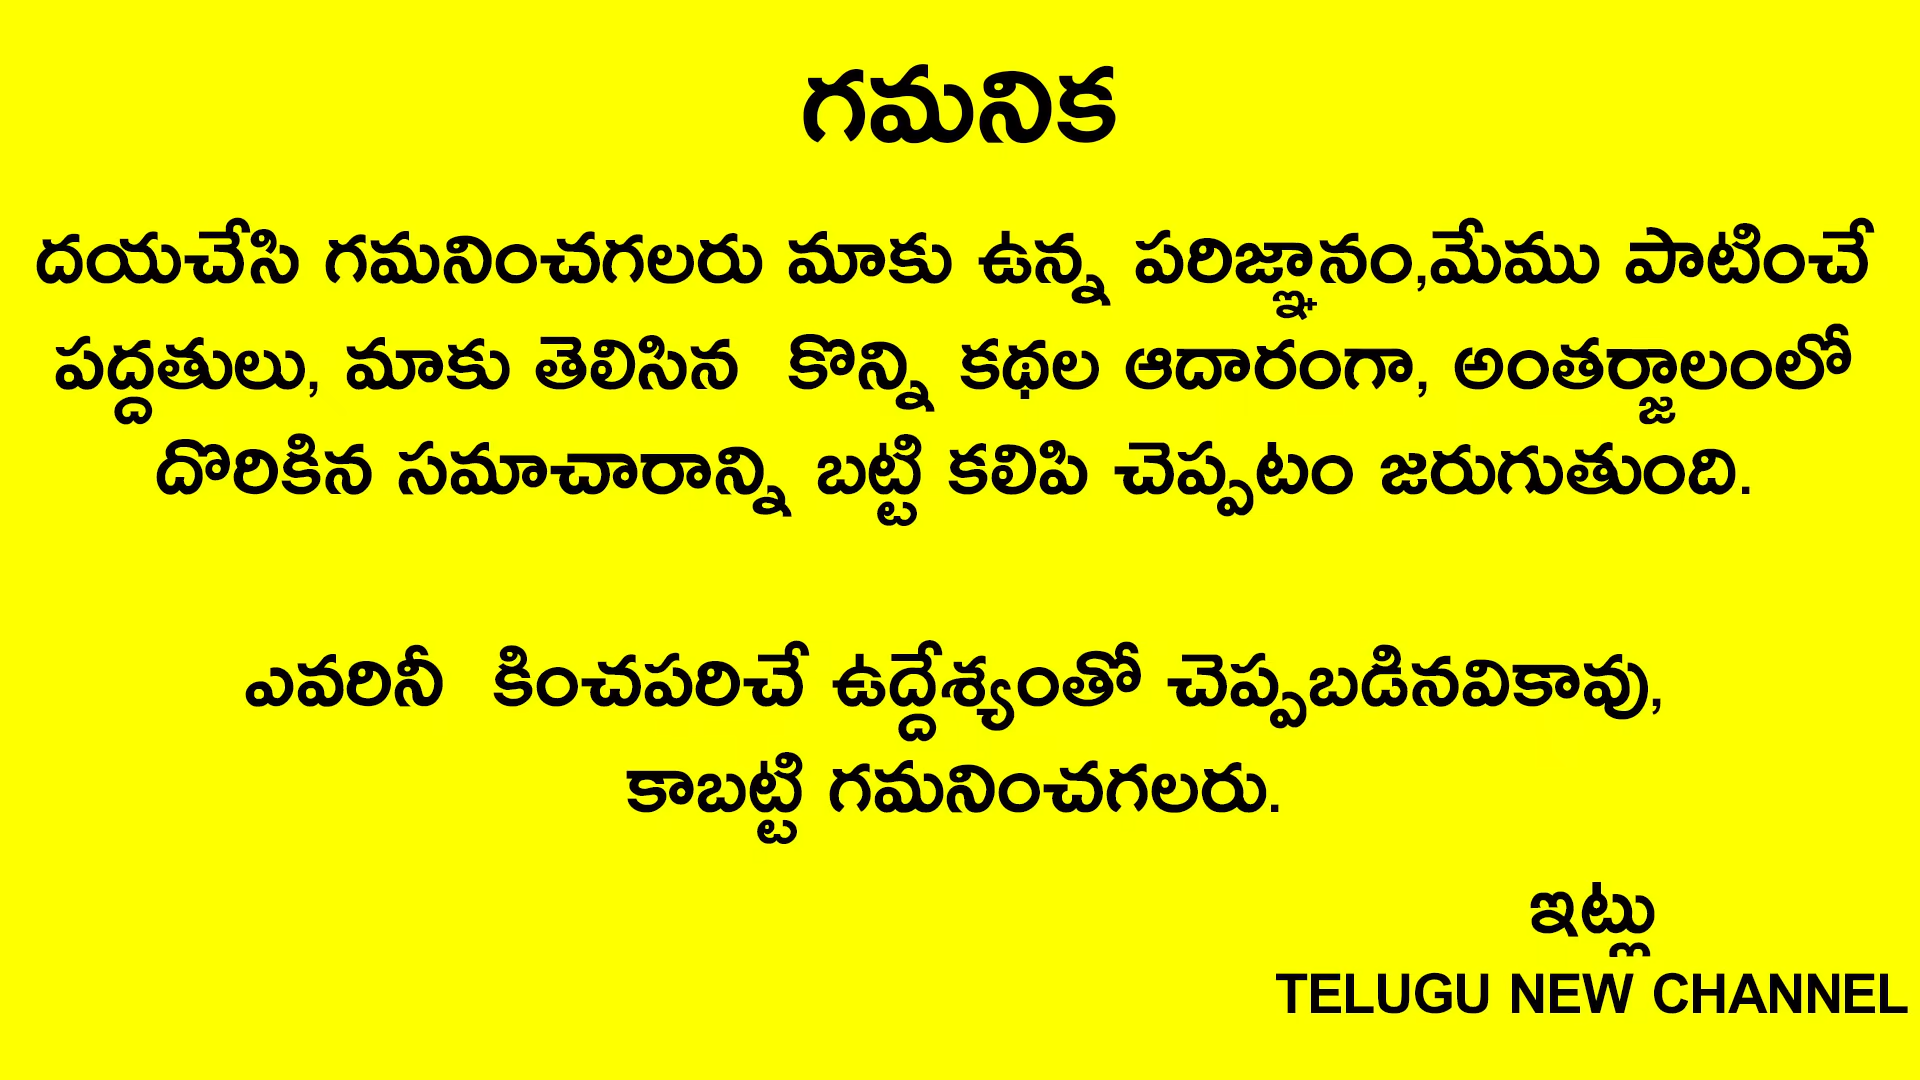 గమనిక
దయచేసి గమనించగలరు మాకు ఉన్న పరిజ్ఞానం,మేము పాటించే
పద్దతులు, మాకు తెలిసిన కొన్ని కథల ఆదారంగా, అంతర్జాలంలో
దొరికిన సమాచారాన్ని బట్టి కలిపి చెప్పటం జరుగుతుంది.
ఎవరినీ కించపరిచే ఉద్దేశ్యంతో చెప్పబడినవికావు,
కాబట్టి గమనించగలరు.
ఇట్లు
TELUGU NEW CHANNEL